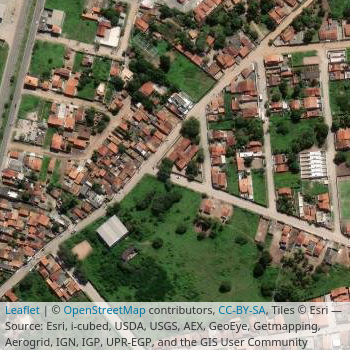 Leaflet | © OpenStreetMap contributors, CC-BY-SA, Tiles © Esri —
Source: Esri, i-cubed, USDA, USGS, AEX, GeoEye, Getmapping,
Aerogrid, IGN, IGP, UPR-EGP, and the GIS User Community